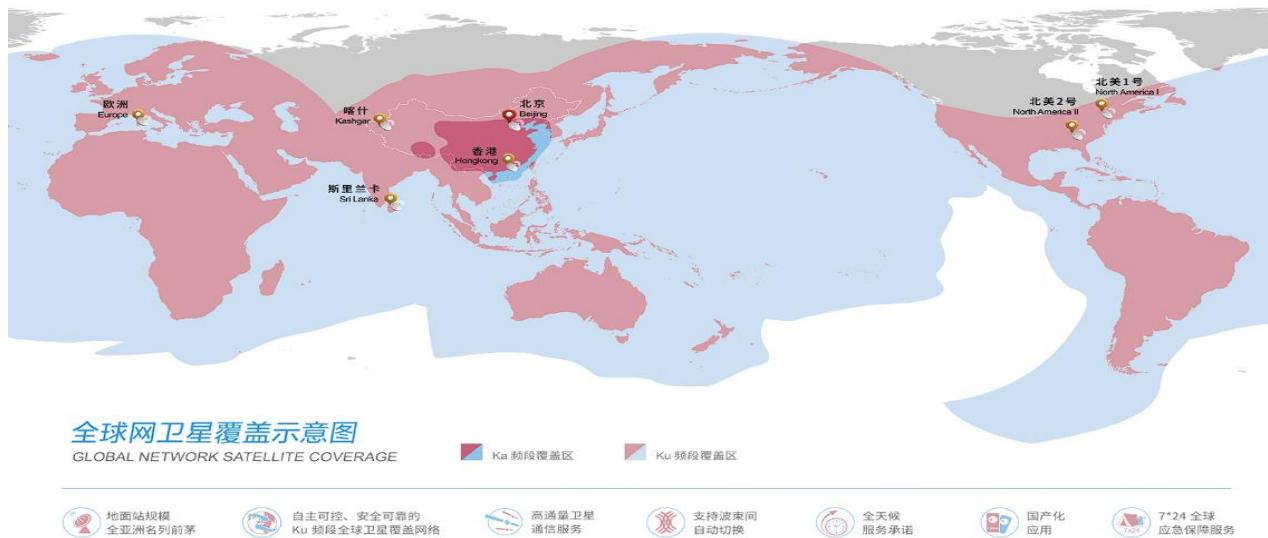 北美1号
North America I
欧洲
Europe
喀什
Kashgar
北京
Beijing
北美2号
North America II
香港
Hongkong
斯里兰卡
Sri Lanka
全球网卫星覆盖示意图
GLOBAL NETWORK SATELLITE COVERAGE
Ka 频段覆盖区
Ku 频段覆盖区
地面站规模
全亚洲名列前茅
自主可控、安全可靠的
Ku 频段全球卫星覆盖网络
高通量卫星
通信服务
支持波束间
自动切换
全天候
服务承诺
国产化
应用
7*24 全球
应急保障服务